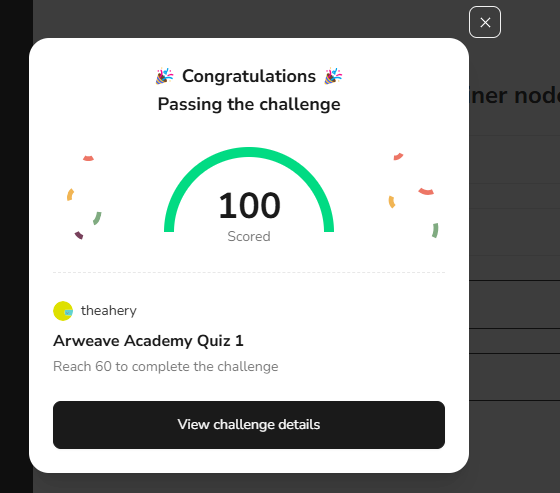 🎉 Congratulations 🎉
Passing the challenge
ner node
100
Scored
theahery
Arweave Academy Quiz 1
Reach 60 to complete the challenge
View challenge details